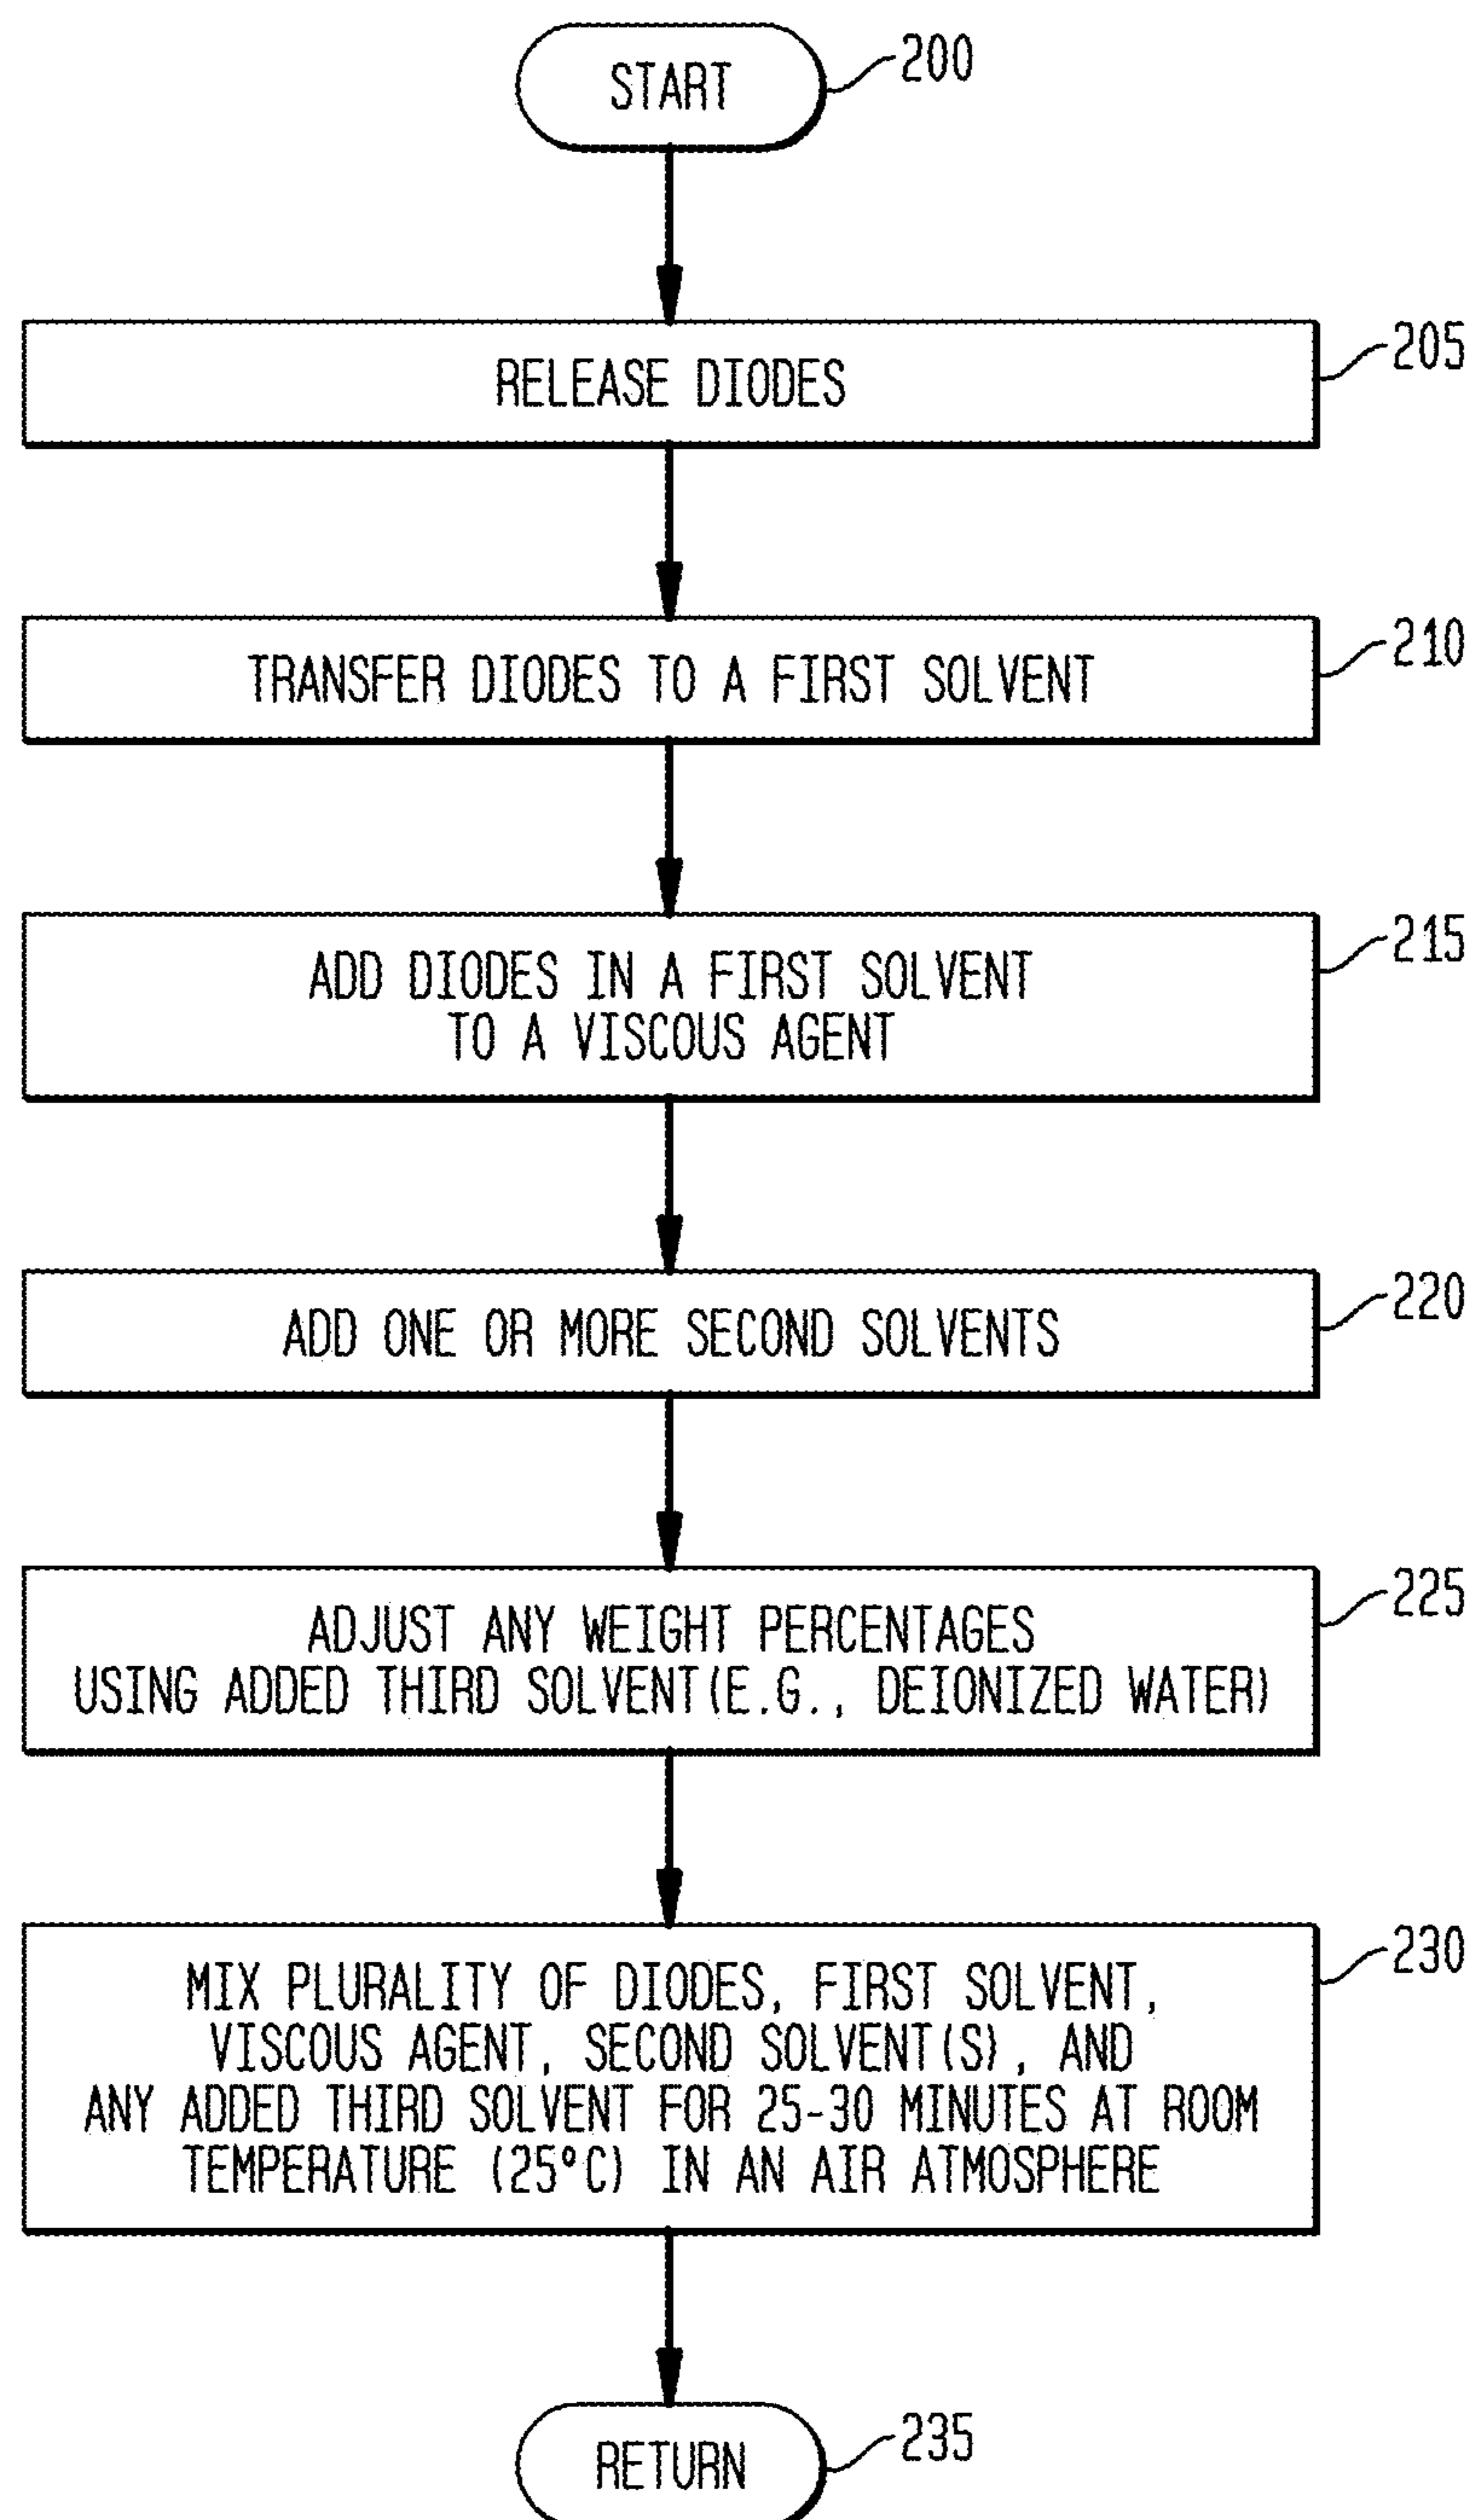 START
200
RELEASE DIODES
205
TRANSFER DIODES TO A FIRST SOLVENT
210
ADD DIODES IN A FIRST SOLVENT
TO A VISCOUS AGENT
215
ADD ONE OR MORE SECOND SOLVENTS
220
ADJUST ANY WEIGHT PERCENTAGES
USING ADDED THIRD SOLVENT(E.G., DEIONIZED WATER)
225
MIX PLURALITY OF DIODES, FIRST SOLVENT,
VISCOUS AGENT, SECOND SOLVENT(S), AND
ANY ADDED THIRD SOLVENT FOR 25-30 MINUTES AT ROOM
TEMPERATURE (25°C) IN AN AIR ATMOSPHERE
230
RETURN
235